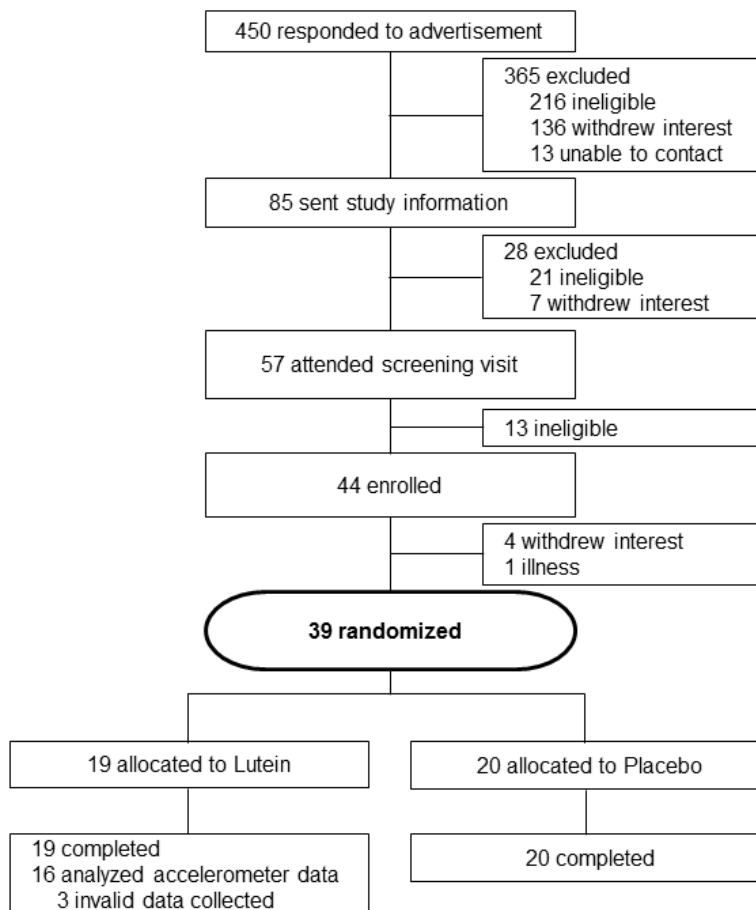 450 responded to advertisement
365 excluded
216 ineligible
136 withdrew interest
13 unable to contact
85 sent study information
28 excluded
21 ineligible
7 withdrew interest
57 attended screening visit
13 ineligible
44 enrolled
4 withdrew interest
1 illness
39 randomized
19 allocated to Lutein
20 allocated to Placebo
19 completed
16 analyzed accelerometer data
3 invalid data collected
20 completed